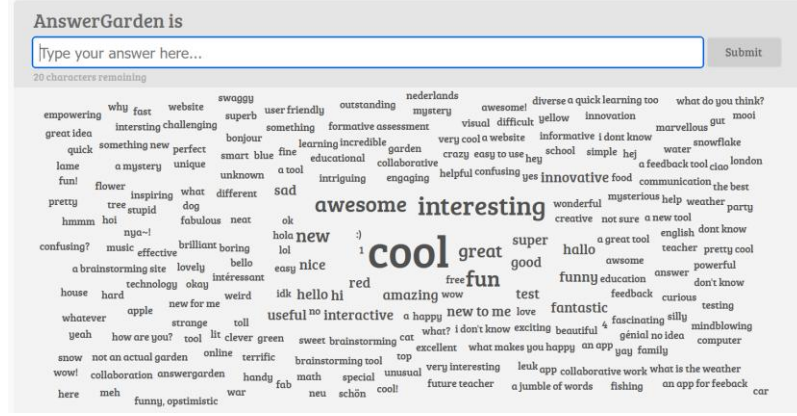 AnswerGarden is
Type your answer here...
Submit
20 characters remaining
swaggy nederlands
empowering why fast website superb user friendly outstanding mystery awesome! diverse a quick learning too what do you think?
great idea intersting challenging something formative assessment visual difficult yellow innovation marvellous gut mooi
quick something new perfect bonjour learning incredible garden very cool a website informative i dont know water snowflake
lame a mystery unique smart blue fine educational collaborative crazy easy to use hey school simple hej a feedback tool ciao london
fun! flower unknown a tool intriguing engaging helpful confusing yes innovative food communication the best
pretty tree stupid inspiring what different sad awesome interesting wonderful mysterious help weather party
hmmm hoi dog fabulous neat ok creative not sure a new tool
nya~! hola new :) cool great super hallo a great tool english dont know
confusing? music effective brilliant boring lol 1 good awsome teacher pretty cool
a brainstorming site lovely bello easy nice free fun funny education answer powerful
technology okay intéressant red don't know
house hard weird idk hello hi amazing wow test feedback curious
whatever apple new for me useful no interactive a happy new to me love fantastic testing
strange toll what? i don't know exciting beautiful 4 fascinating silly mindblowing
yeah how are you? tool lit clever green sweet brainstorming cat génial no idea computer
snow not an actual garden online terrific brainstorming tool top excellent what makes you happy an app yay family
wow! collaboration answergarden handy fab math special unusual very interesting leuk app collaborative work what is the weather
here meh funny, opstimistic war neu schön cool! future teacher a jumble of words fishing an app for feeback car